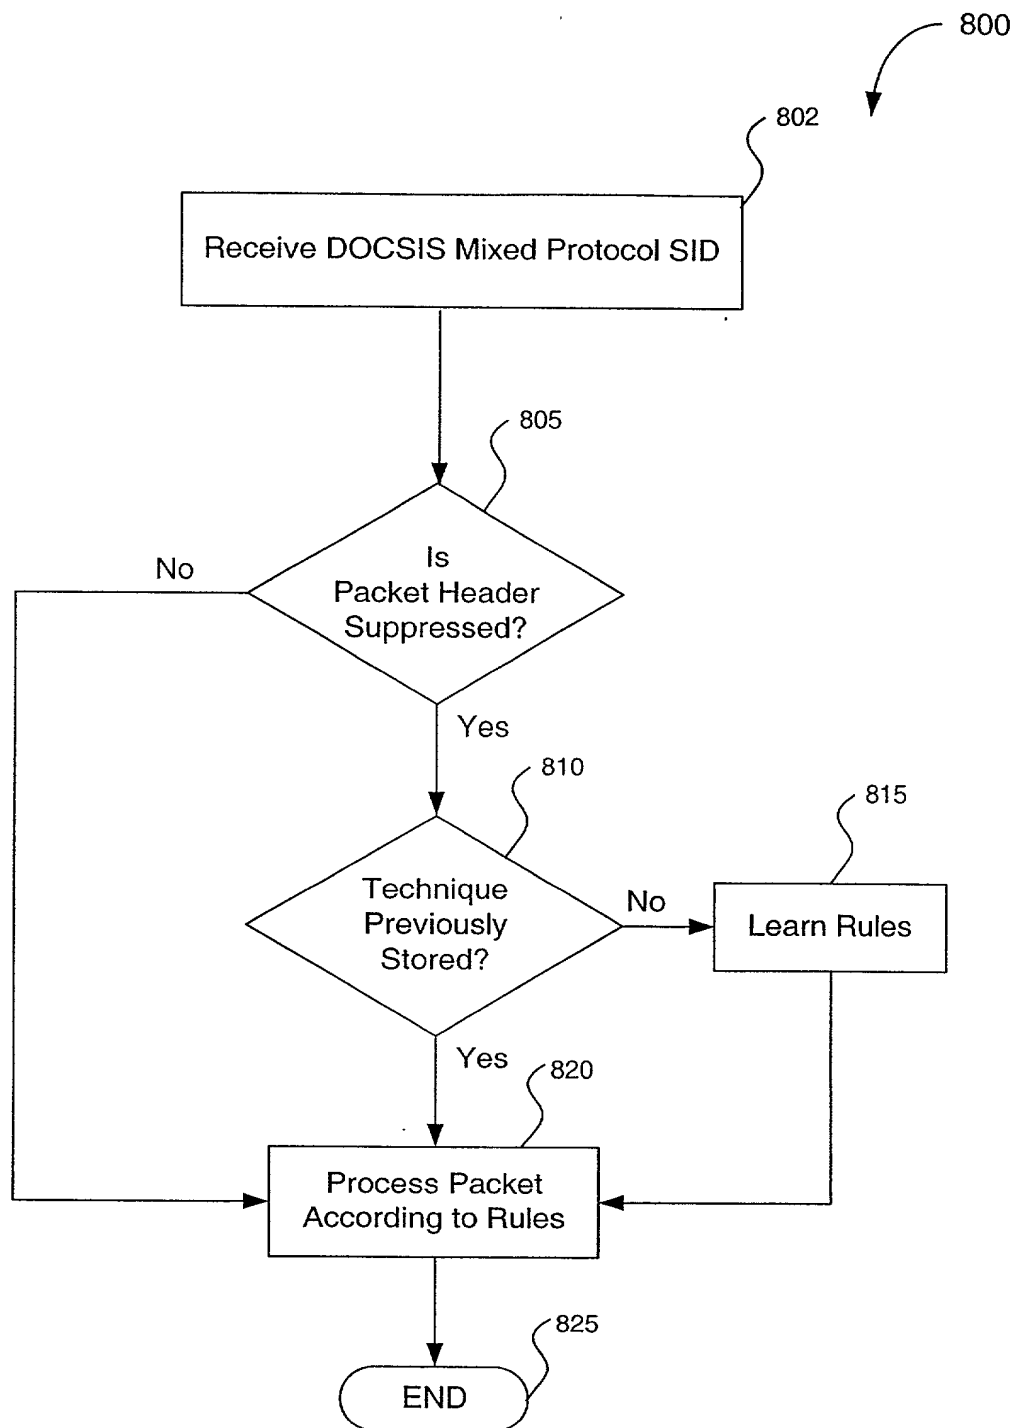 800
802
Receive DOCSIS Mixed Protocol SID
805
No
Is
Packet Header
Suppressed?
Yes
810
815
Technique
Previously
Stored?
No
Learn Rules
Yes
820
Process Packet
According to Rules
825
END